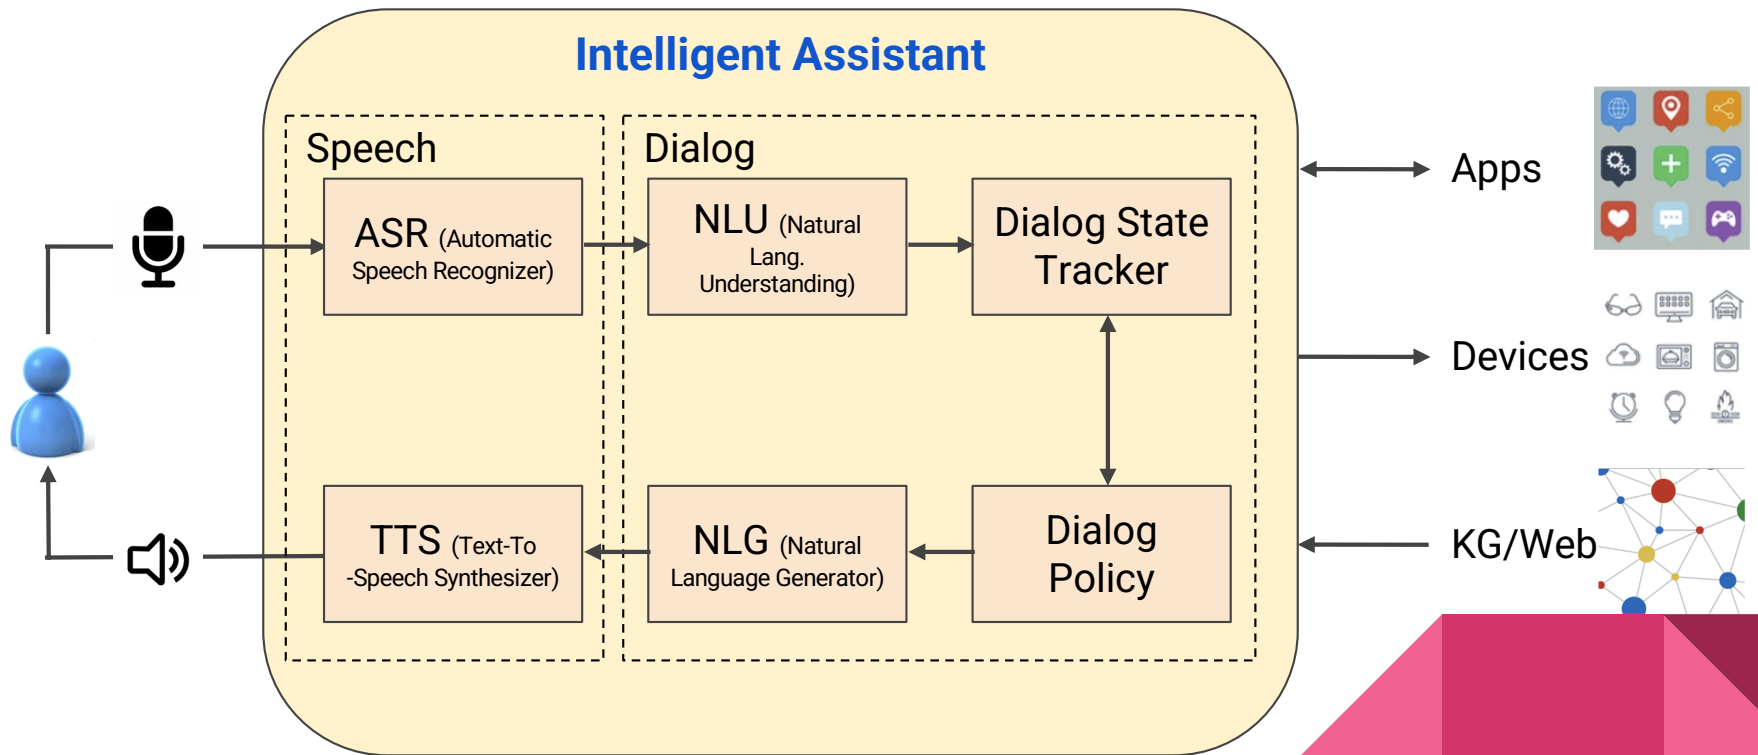 Intelligent Assistant
Speech
Dialog
ASR (Automatic
Speech Recognizer)
NLU (Natural
Lang.
Understanding)
Dialog State
Tracker
Apps
Devices
TTS (Text-To
-Speech Synthesizer)
NLG (Natural
Language Generator)
Dialog
Policy
KG/Web